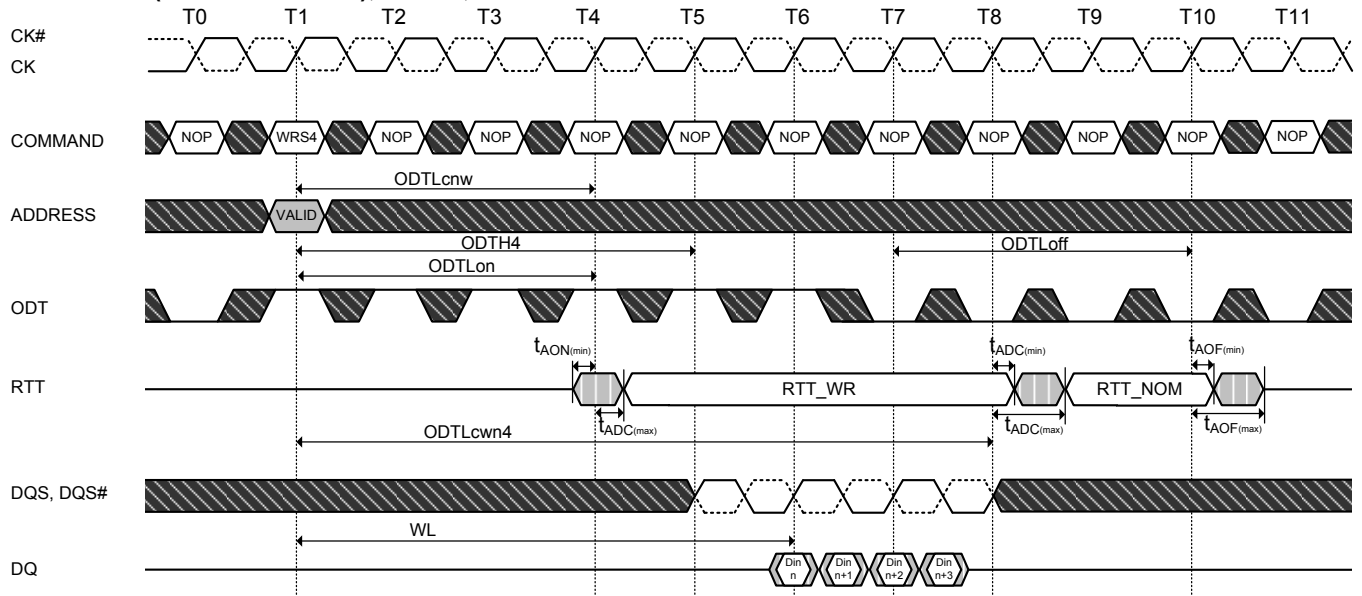 T0 T1 T2 T3 T4 T5 T6 T7 T8 T9 T10 T11
CK#
CK
COMMAND NOP WRS4 NOP NOP NOP NOP NOP NOP NOP NOP NOP NOP
ODTLcnw
ADDRESS VALID
ODTH4 ODTLoff
ODTLon
ODT
tAON(min) tADC(min) tAOF(min)
RTT RTT_WR RTT_NOM
tADC(max) tADC(max) tAOF(max)
ODTLcwn4
DQS, DQS#
WL
DQ Din n Din n+1 Din n+2 Din n+3